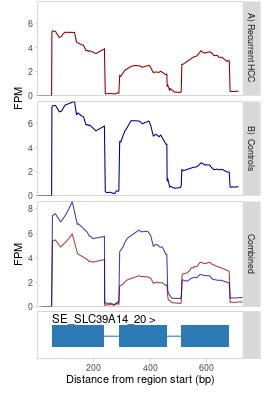 6
4
2
0
A) Recurrent HCC
FPM
6
4
2
0
B) Controls
8
6
4
2
0
FPM
Combined
SE_SLC39A14_20 >
200
400
600
Distance from region start (bp)